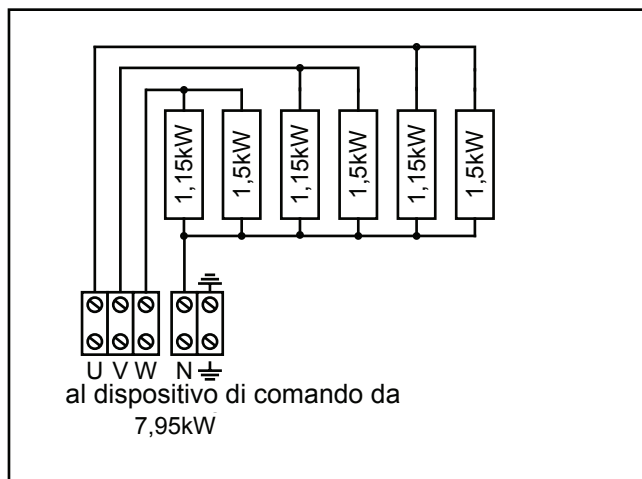 1,15kW 1,5kW 1,15kW 1,5kW 1,15kW 1,5kW
U V W N
al dispositivo di comando da
7,95kW